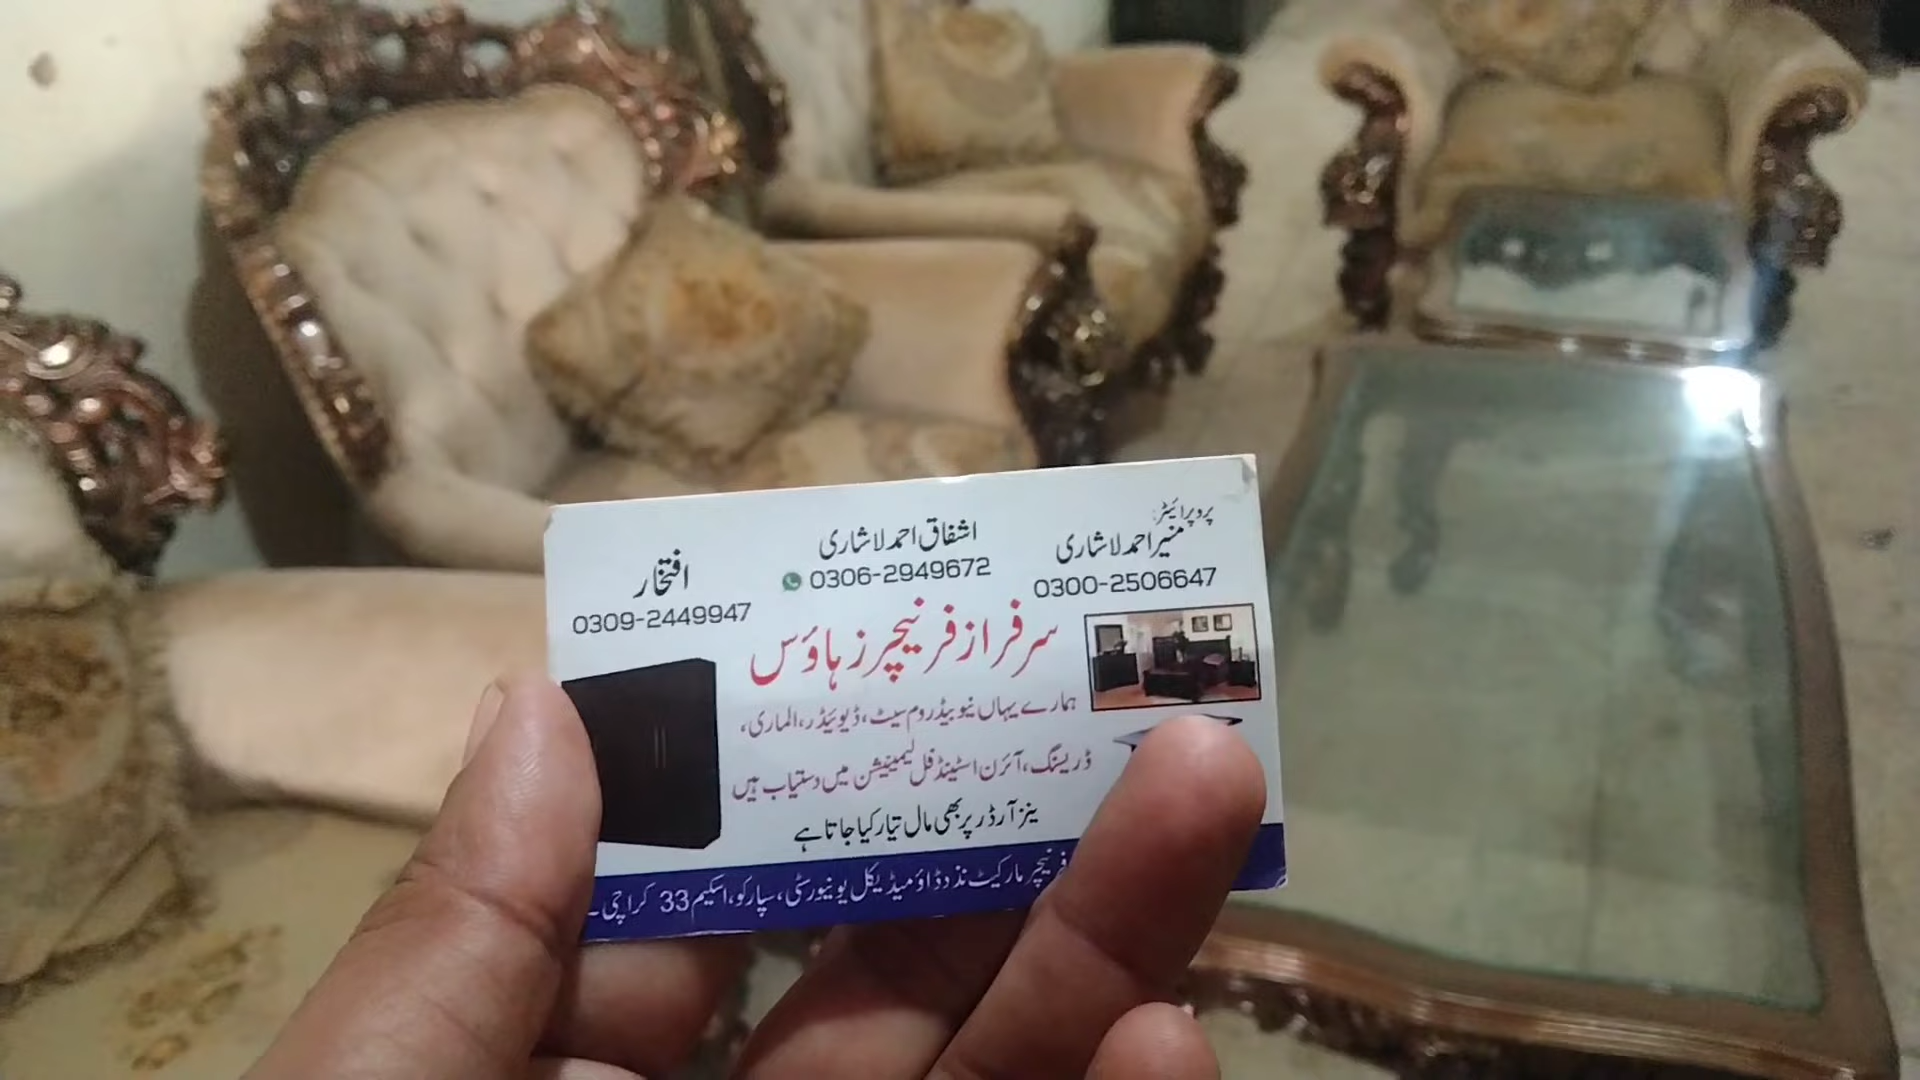 پروپرائیٹر:
منیر احمد لاشاری
0300-2506647
اشفاق احمد لاشاری
0306-2949672
افتخار
0309-2449947
سرفراز فرنیچرز ہاؤس
ہمارے یہاں نیو بیڈروم سیٹ، ڈیوئیڈر، الماری،
ڈریسنگ، آئرن اسٹینڈ فل لیمینیشن میں دستیاب ہیں
نیز آرڈر پر بھی مال تیار کیا جاتا ہے
فرنیچر مارکیٹ نزد ڈاؤ میڈیکل یونیورسٹی، سپارکو، اسکیم 33 کراچی۔